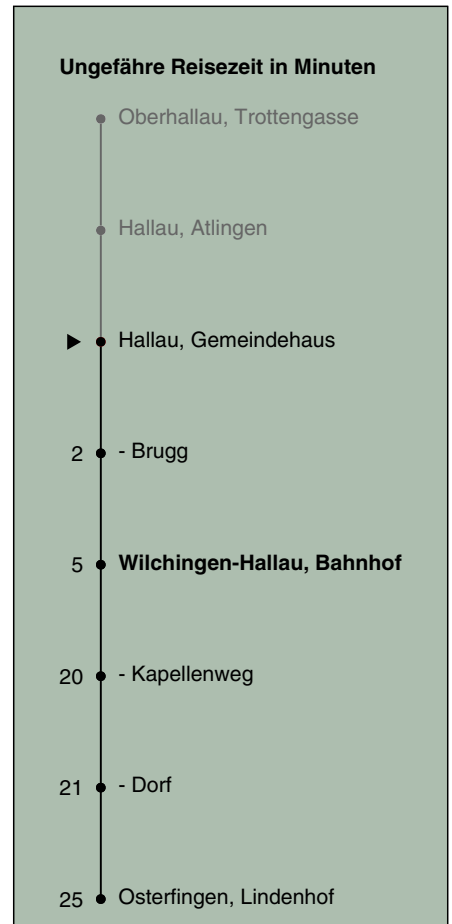 Ungefähre Reisezeit in Minuten
Oberhallau, Trottengasse
Hallau, Atlingen
Hallau, Gemeindehaus
2 - Brugg
5 Wilchingen-Hallau, Bahnhof
20 - Kapellenweg
21 - Dorf
25 Osterfingen, Lindenhof